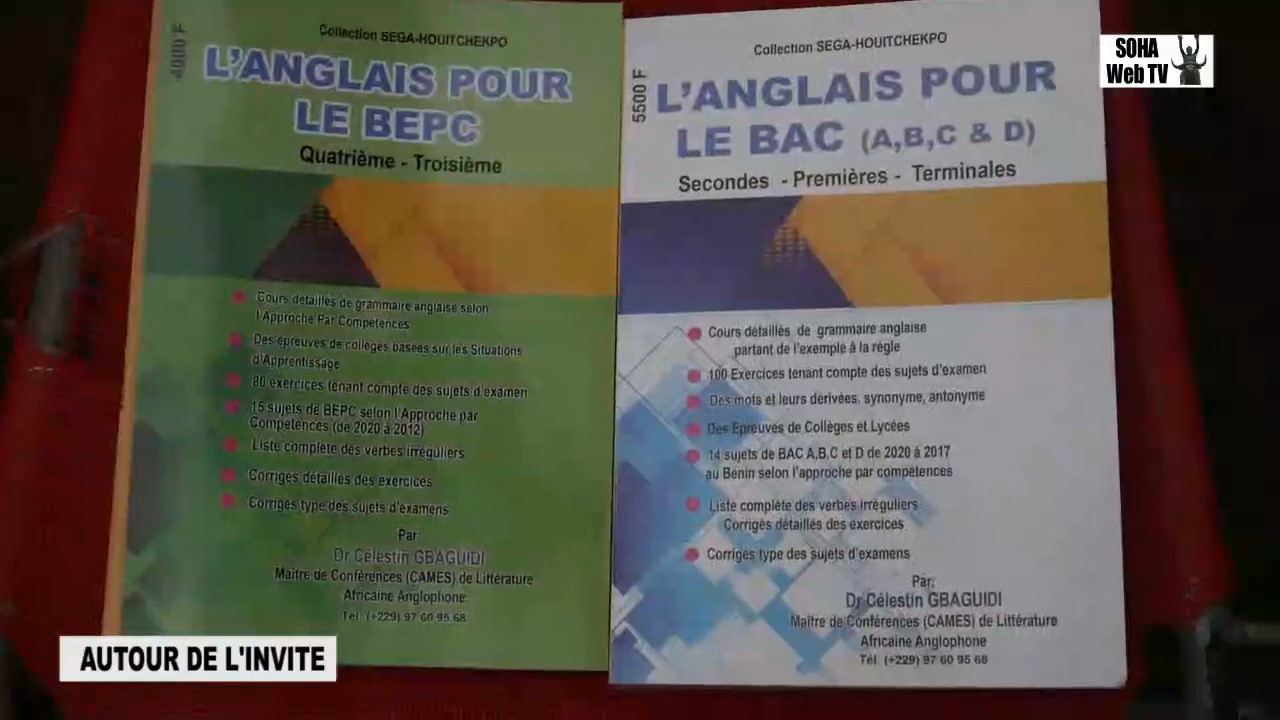 Collection SEGA-HOUITCHEKPO
4000 F
L'ANGLAIS POUR
LE BEPC
Quatrième - Troisième
Cours détaillés de grammaire anglaise selon
l'Approche Par Compétences
Des épreuves de collèges basées sur les Situations
d'Apprentissage
80 exercices tenant compte des sujets d'examen
15 sujets de BEPC selon l'Approche par
Compétences (de 2020 à 2012)
Liste complète des verbes irréguliers
Corrigés détaillés des exercices
Corrigés type des sujets d'examens
Par:
Dr Célestin GBAGUIDI
Maître de Conférences (CAMES) de Littérature
Africaine Anglophone
Tél. (+229) 97 60 95 68
Collection SEGA-HOUITCHEKPO
5500 F
L'ANGLAIS POUR
LE BAC (A,B,C & D)
Secondes - Premières - Terminales
Cours détaillés de grammaire anglaise
partant de l'exemple à la règle
100 Exercices tenant compte des sujets d'examen
Des mots et leurs dérivées, synonyme, antonyme
Des Epreuves de Collèges et Lycées
14 sujets de BAC A,B,C et D de 2020 à 2017
au Bénin selon l'approche par compétences
Liste complète des verbes irréguliers
Corrigés détaillés des exercices
Corrigés type des sujets d'examens
Par:
Dr Célestin GBAGUIDI
Maître de Conférences (CAMES) de Littérature
Africaine Anglophone
Tél. (+229) 97 60 95 68
SOHA
Web TV
AUTOUR DE L'INVITE